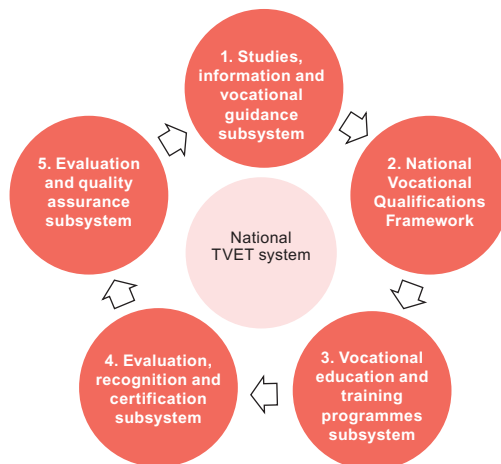 1. Studies,
information and
vocational
guidance
subsystem
2. National
Vocational
Qualifications
Framework
3. Vocational
education and
training
programmes
subsystem
4. Evaluation,
recognition and
certification
subsystem
5. Evaluation
and quality
assurance
subsystem
National
TVET system